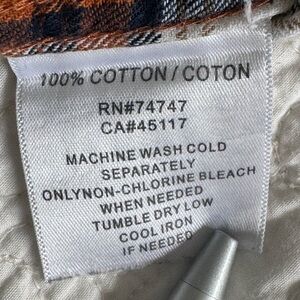 100% COTTON/COTON
RN#74747
CA#45117
MACHINE WASH COLD
SEPARATELY
ONLYNON-CHLORINE BLEACH
WHEN NEEDED
TUMBLE DRY LOW
COOL IRON
IF NEEDED